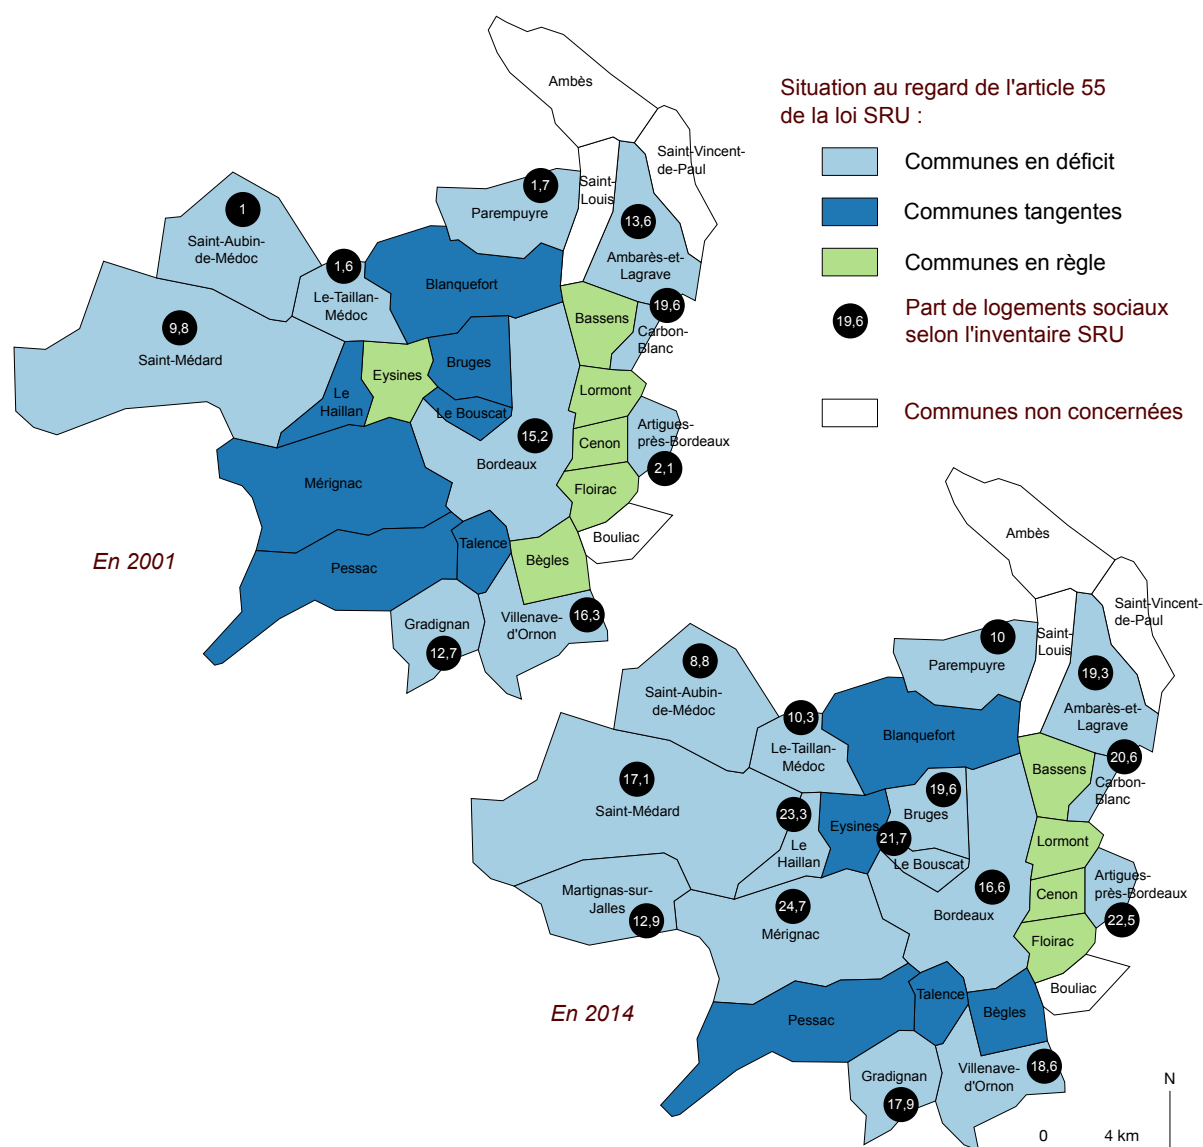 Situation au regard de l'article 55
de la loi SRU :
Communes en déficit
Communes tangentes
Communes en règle
19,6
Part de logements sociaux
selon l'inventaire SRU
Communes non concernées
En 2001
Ambès
Saint-Vincent-
de-Paul
Saint-
Louis
1,7
Parempuyre
13,6
Ambarès-et-
Lagrave
1
Saint-Aubin-
de-Médoc
1,6
Le-Taillan-
Médoc
Blanquefort
19,6
Carbon-
Blanc
Bassens
9,8
Saint-Médard
Bruges
Eysines
Le
Haillan
Le Bouscat
Lormont
15,2
Bordeaux
Artigues-
près-Bordeaux
2,1
Cenon
Mérignac
Floirac
Bouliac
Talence
Pessac
Bègles
Gradignan
12,7
Villenave-
d'Ornon
16,3
En 2014
Ambès
Saint-Vincent-
de-Paul
Saint-
Louis
10
Parempuyre
19,3
Ambarès-et-
Lagrave
8,8
Saint-Aubin-
de-Médoc
10,3
Le-Taillan-
Médoc
Blanquefort
20,6
Carbon-
Blanc
Bassens
17,1
Saint-Médard
19,6
Bruges
23,3
Le
Haillan
Eysines
21,7
Le Bouscat
Lormont
16,6
Bordeaux
Artigues-
près-Bordeaux
22,5
Cenon
Martignas-sur-
Jalles
12,9
24,7
Mérignac
Floirac
Bouliac
Talence
Pessac
Bègles
Gradignan
17,9
Villenave-
d'Ornon
18,6
N
0 4 km